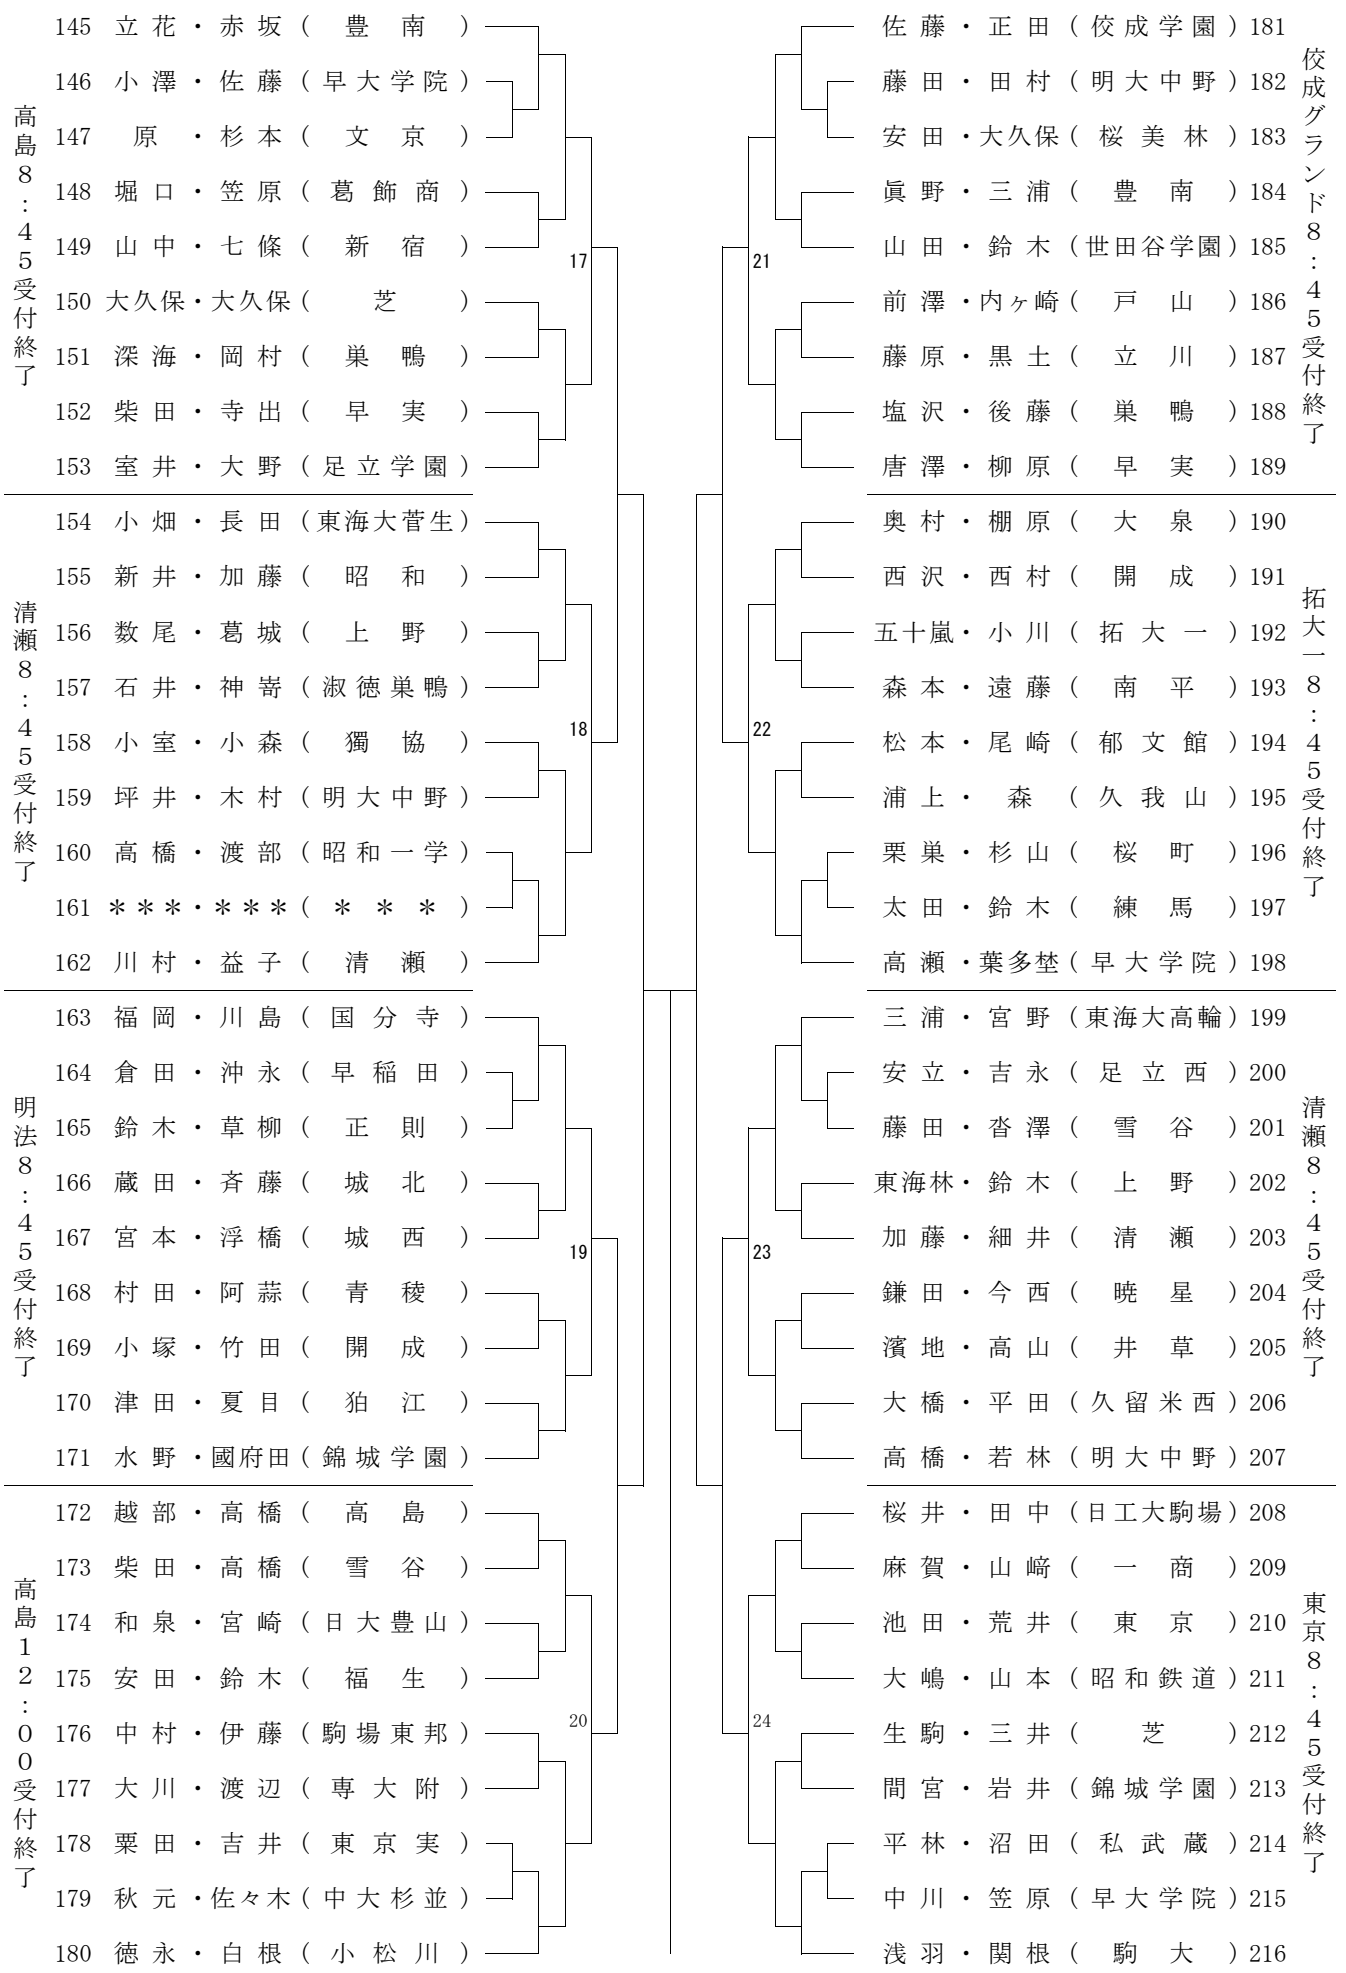 高島８：４５受付終了
145 立花・赤坂（豊南）
146 小澤・佐藤（早大学院）
147 原・杉本（文京）
148 堀口・笠原（葛飾商）
149 山中・七條（新宿）
150 大久保・大久保（芝）
151 深海・岡村（巣鴨）
152 柴田・寺出（早実）
153 室井・大野（足立学園）
17
清瀬８：４５受付終了
154 小畑・長田（東海大菅生）
155 新井・加藤（昭和）
156 数尾・葛城（上野）
157 石井・神嵜（淑徳巣鴨）
158 小室・小森（獨協）
159 坪井・木村（明大中野）
160 高橋・渡部（昭和一学）
161 ＊＊＊・＊＊＊（＊＊＊）
162 川村・益子（清瀬）
18
明法８：４５受付終了
163 福岡・川島（国分寺）
164 倉田・沖永（早稲田）
165 鈴木・草柳（正則）
166 蔵田・斉藤（城北）
167 宮本・浮橋（城西）
168 村田・阿蒜（青稜）
169 小塚・竹田（開成）
170 津田・夏目（狛江）
171 水野・國府田（錦城学園）
19
高島１２：００受付終了
172 越部・高橋（高島）
173 柴田・高橋（雪谷）
174 和泉・宮崎（日大豊山）
175 安田・鈴木（福生）
176 中村・伊藤（駒場東邦）
177 大川・渡辺（専大附）
178 粟田・吉井（東京実）
179 秋元・佐々木（中大杉並）
180 徳永・白根（小松川）
20
佐藤・正田（佼成学園）181
藤田・田村（明大中野）182
安田・大久保（桜美林）183
眞野・三浦（豊南）184
山田・鈴木（世田谷学園）185
前澤・内ヶ崎（戸山）186
藤原・黒土（立川）187
塩沢・後藤（巣鴨）188
唐澤・柳原（早実）189
21
佼成グランド８：４５受付終了
奥村・棚原（大泉）190
西沢・西村（開成）191
五十嵐・小川（拓大一）192
森本・遠藤（南平）193
松本・尾崎（郁文館）194
浦上・森（久我山）195
栗巣・杉山（桜町）196
太田・鈴木（練馬）197
高瀬・葉多埜（早大学院）198
22
拓大一８：４５受付終了
三浦・宮野（東海大高輪）199
安立・吉永（足立西）200
藤田・沓澤（雪谷）201
東海林・鈴木（上野）202
加藤・細井（清瀬）203
鎌田・今西（暁星）204
濱地・高山（井草）205
大橋・平田（久留米西）206
高橋・若林（明大中野）207
23
清瀬８：４５受付終了
桜井・田中（日工大駒場）208
麻賀・山﨑（一商）209
池田・荒井（東京）210
大嶋・山本（昭和鉄道）211
生駒・三井（芝）212
間宮・岩井（錦城学園）213
平林・沼田（私武蔵）214
中川・笠原（早大学院）215
浅羽・関根（駒大）216
24
東京８：４５受付終了